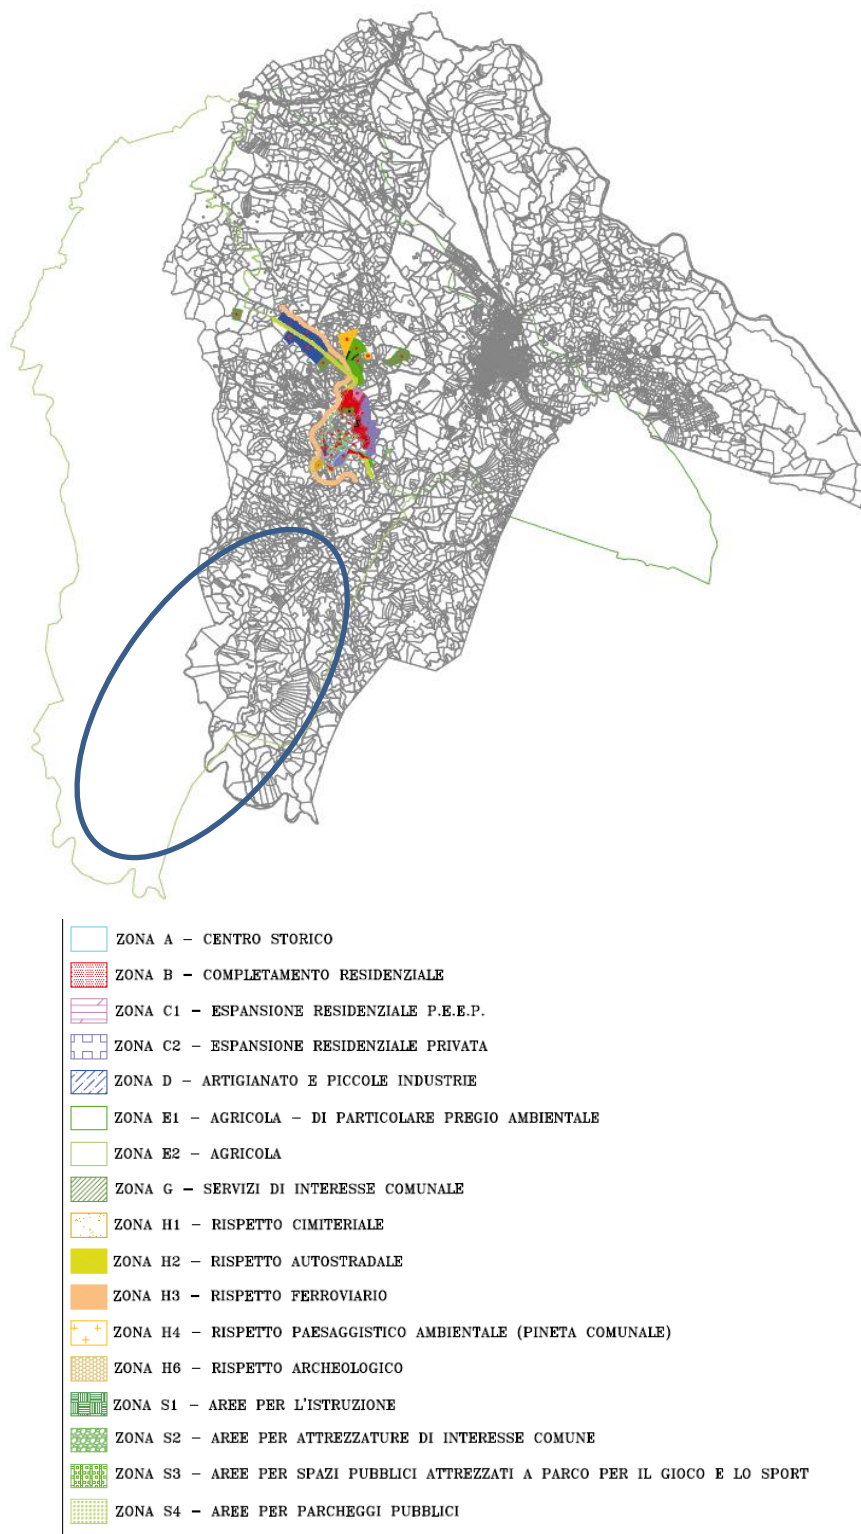 ZONA A – CENTRO STORICO
ZONA B – COMPLETAMENTO RESIDENZIALE
ZONA C1 – ESPANSIONE RESIDENZIALE P.E.E.P.
ZONA C2 – ESPANSIONE RESIDENZIALE PRIVATA
ZONA D – ARTIGIANATO E PICCOLE INDUSTRIE
ZONA E1 – AGRICOLA – DI PARTICOLARE PREGIO AMBIENTALE
ZONA E2 – AGRICOLA
ZONA G – SERVIZI DI INTERESSE COMUNALE
ZONA H1 – RISPETTO CIMITERIALE
ZONA H2 – RISPETTO AUTOSTRADALE
ZONA H3 – RISPETTO FERROVIARIO
ZONA H4 – RISPETTO PAESAGGISTICO AMBIENTALE (PINETA COMUNALE)
ZONA H6 – RISPETTO ARCHEOLOGICO
ZONA S1 – AREE PER L'ISTRUZIONE
ZONA S2 – AREE PER ATTREZZATURE DI INTERESSE COMUNE
ZONA S3 – AREE PER SPAZI PUBBLICI ATTREZZATI A PARCO PER IL GIOCO E LO SPORT
ZONA S4 – AREE PER PARCHEGGI PUBBLICI